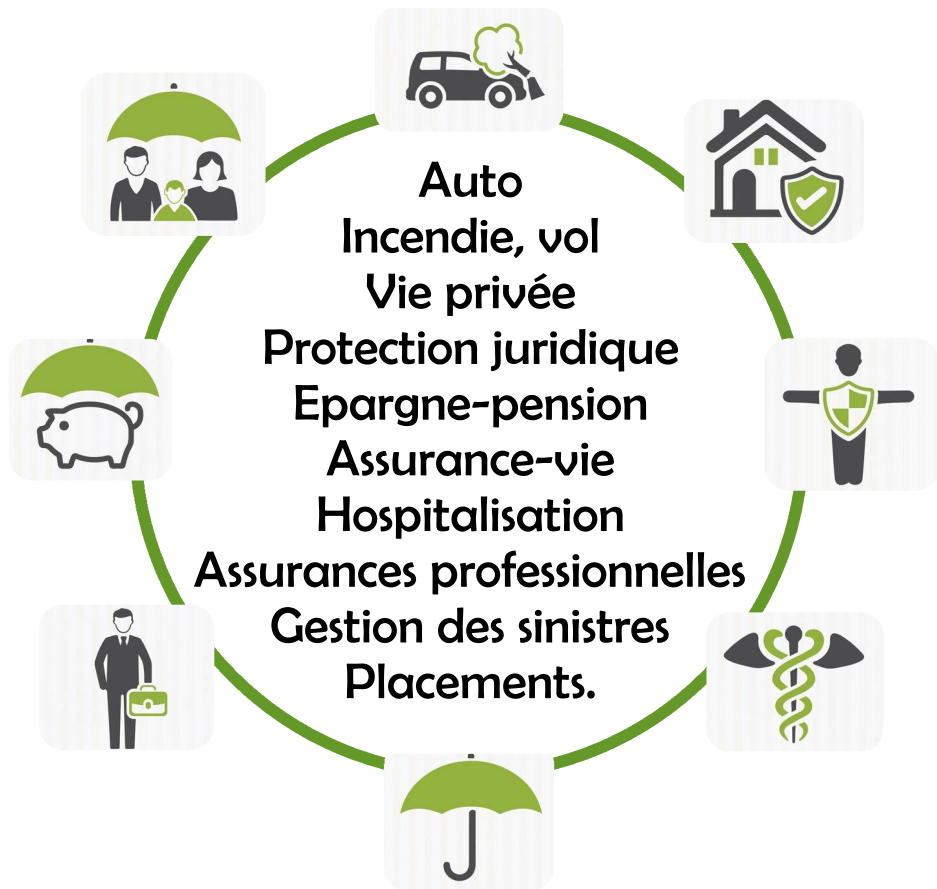 Auto
Incendie, vol
Vie privée
Protection juridique
Epargne-pension
Assurance-vie
Hospitalisation
Assurances professionnelles
Gestion des sinistres
Placements.